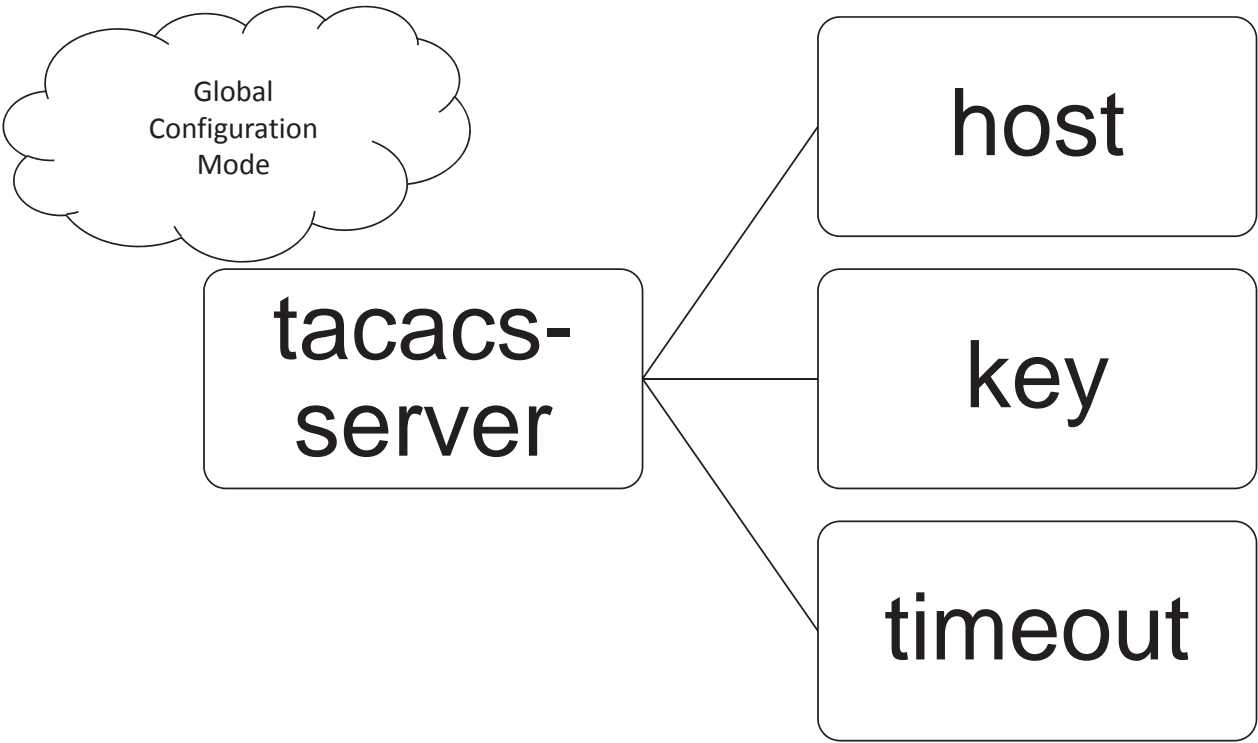 Global
Configuration
Mode
tacacs-
server
host
key
timeout